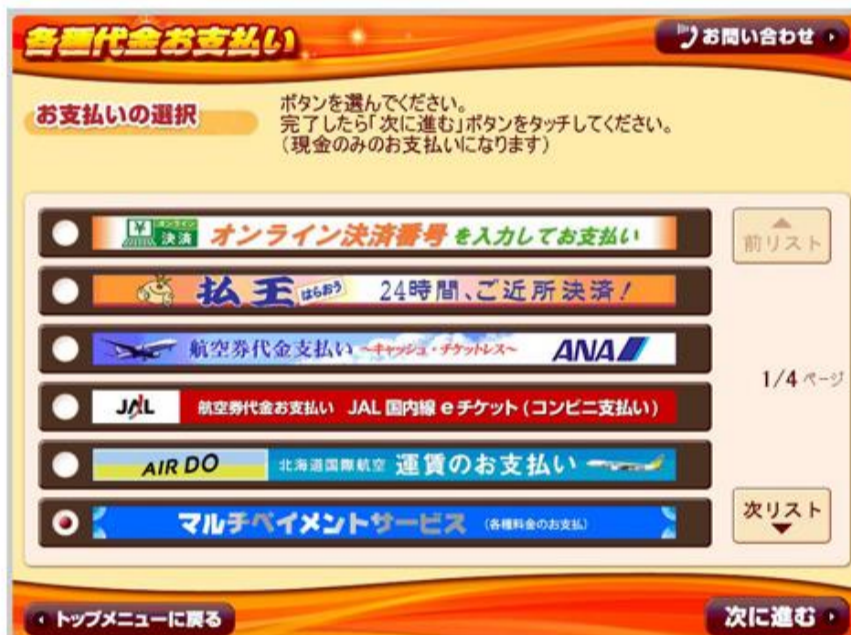 各種代金お支払い
お問い合わせ
お支払いの選択
ボタンを選んでください。
完了したら「次に進む」ボタンをタッチしてください。
(現金のみのお支払いになります)
¥ オンライン 決済 オンライン決済番号を入力してお支払い
払王 はらおう 24時間、ご近所決済!
航空券代金支払い ～キャッシュ・チケットレス～ ANA
JAL 航空券代金お支払い JAL 国内線 eチケット(コンビニ支払い)
AIR DO 北海道国際航空 運賃のお支払い
マルチペイメントサービス (各種料金のお支払)
前リスト
1/4 ページ
次リスト
トップメニューに戻る
次に進む